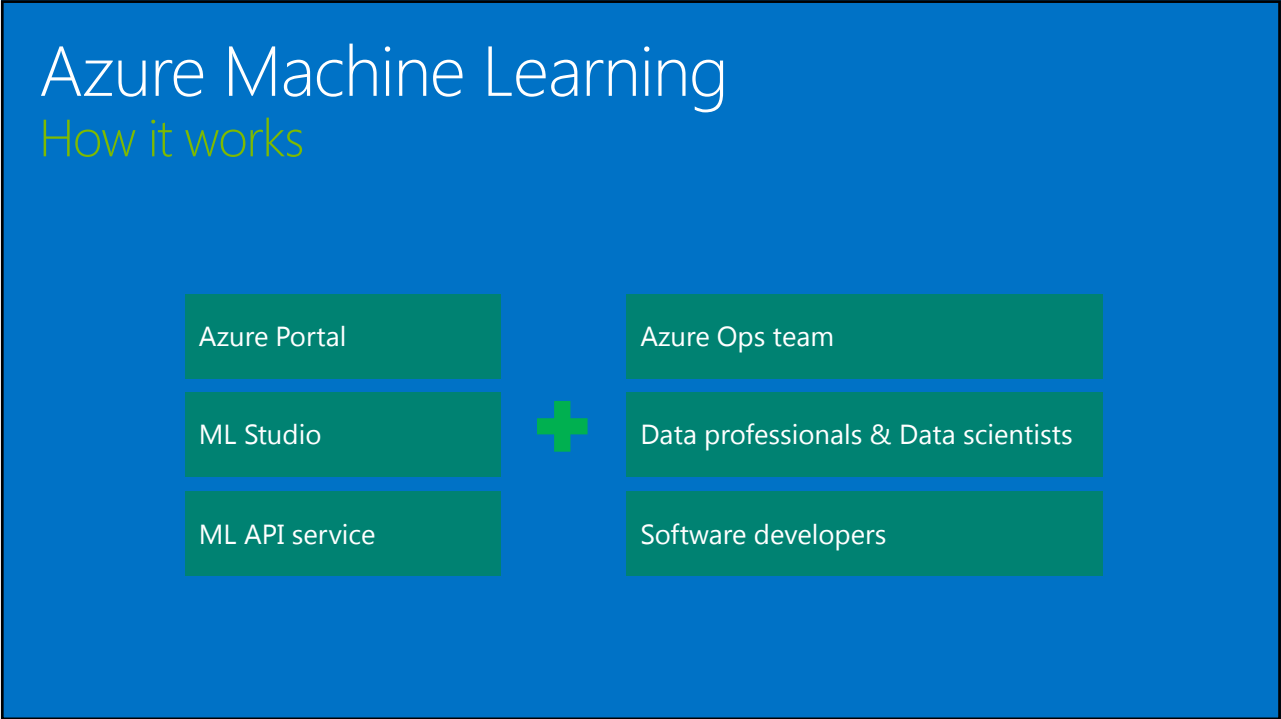 Azure Machine Learning
How it works
Azure Portal
Azure Ops team
ML Studio
Data professionals & Data scientists
ML API service
Software developers